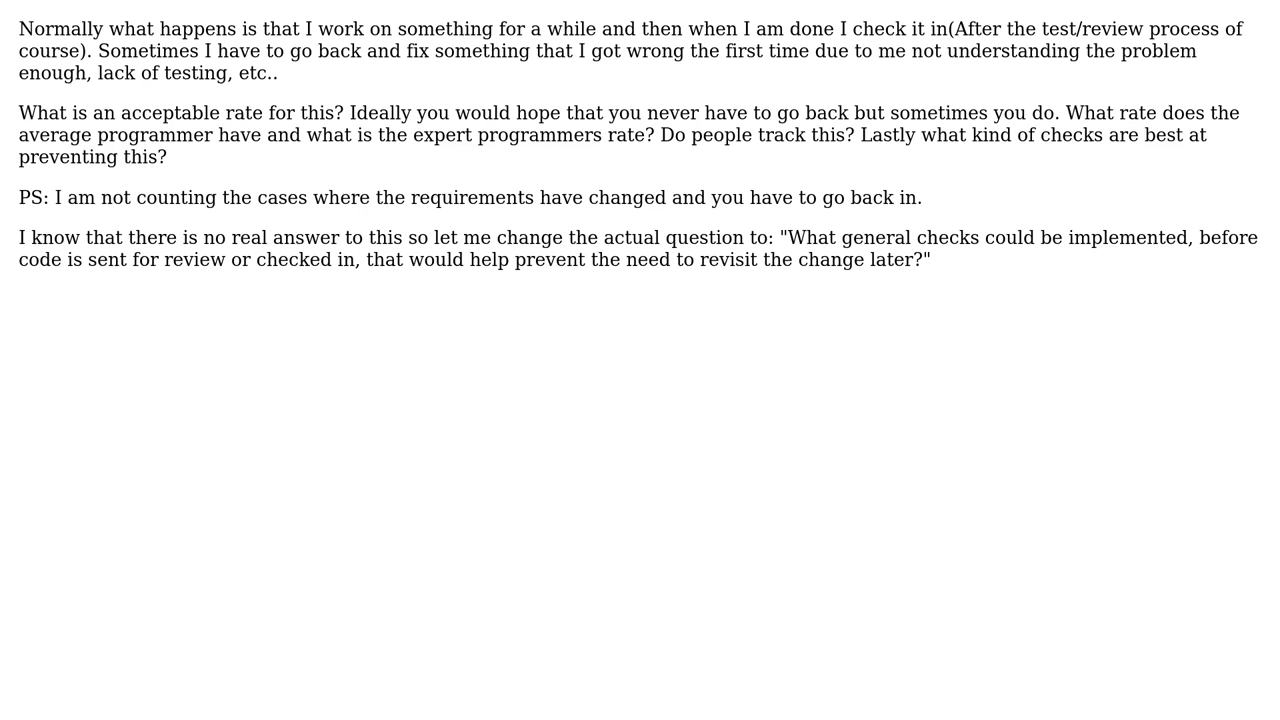 Normally what happens is that I work on something for a while and then when I am done I check it in(After the test/review process of
course). Sometimes I have to go back and fix something that I got wrong the first time due to me not understanding the problem
enough, lack of testing, etc..
What is an acceptable rate for this? Ideally you would hope that you never have to go back but sometimes you do. What rate does the
average programmer have and what is the expert programmers rate? Do people track this? Lastly what kind of checks are best at
preventing this?
PS: I am not counting the cases where the requirements have changed and you have to go back in.
I know that there is no real answer to this so let me change the actual question to: "What general checks could be implemented, before
code is sent for review or checked in, that would help prevent the need to revisit the change later?"